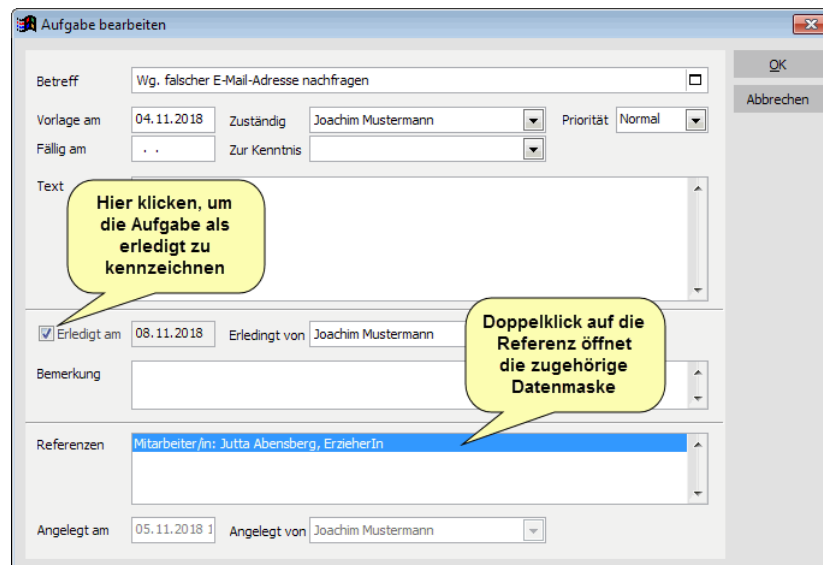 Aufgabe bearbeiten
OK
Abbrechen
Betreff Wg. falscher E-Mail-Adresse nachfragen
Vorlage am 04.11.2018 Zuständig Joachim Mustermann Priorität Normal
Fällig am . . Zur Kenntnis
Text
Hier klicken, um
die Aufgabe als
erledigt zu
kennzeichnen
Erledigt am 08.11.2018 Erledingt von Joachim Mustermann
Doppelklick auf die
Referenz öffnet
die zugehörige
Datenmaske
Bemerkung
Referenzen Mitarbeiter/in: Jutta Abensberg, ErzieherIn
Angelegt am 05.11.2018 1 Angelegt von Joachim Mustermann